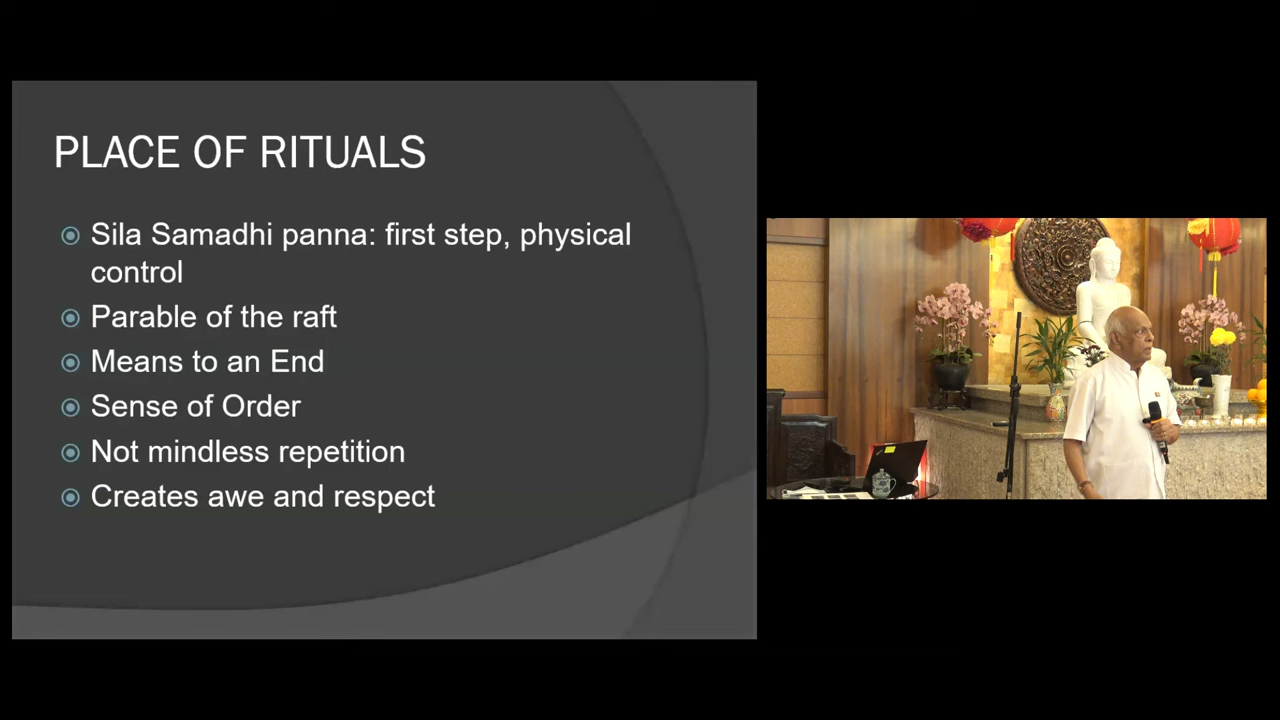 PLACE OF RITUALS
Sila Samadhi panna: first step, physical
control
Parable of the raft
Means to an End
Sense of Order
Not mindless repetition
Creates awe and respect